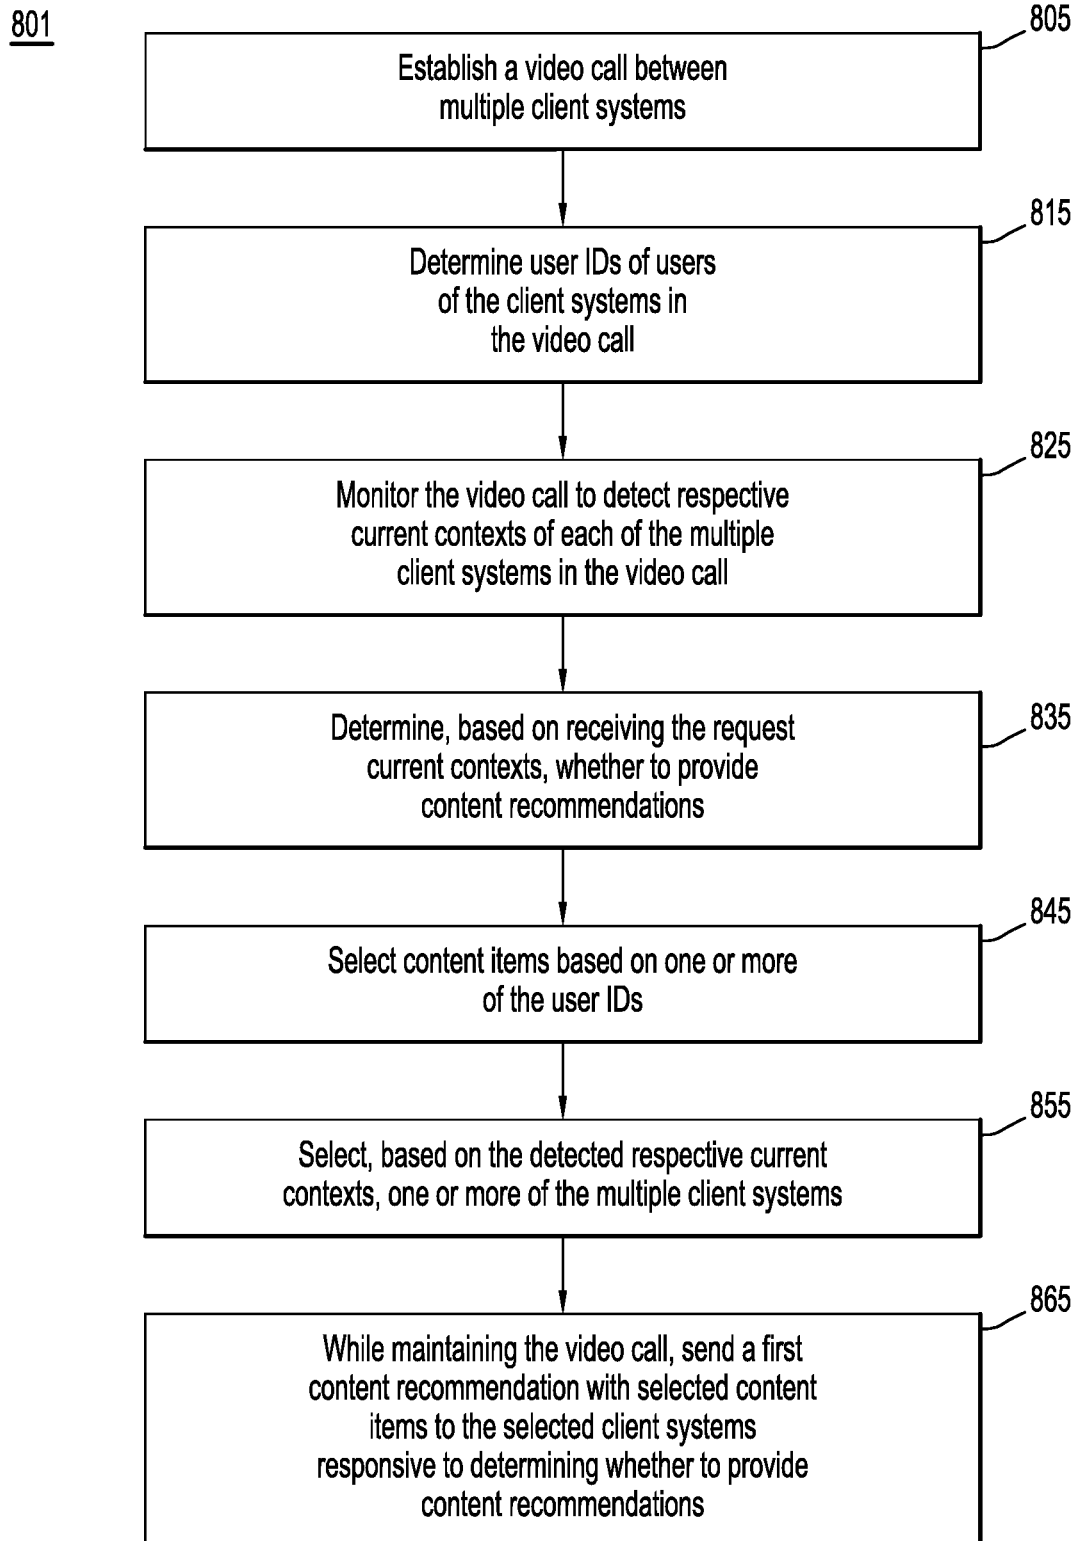 801
805
Establish a video call between
multiple client systems
815
Determine user IDs of users
of the client systems in
the video call
825
Monitor the video call to detect respective
current contexts of each of the multiple
client systems in the video call
835
Determine, based on receiving the request
current contexts, whether to provide
content recommendations
845
Select content items based on one or more
of the user IDs
855
Select, based on the detected respective current
contexts, one or more of the multiple client systems
865
While maintaining the video call, send a first
content recommendation with selected content
items to the selected client systems
responsive to determining whether to provide
content recommendations